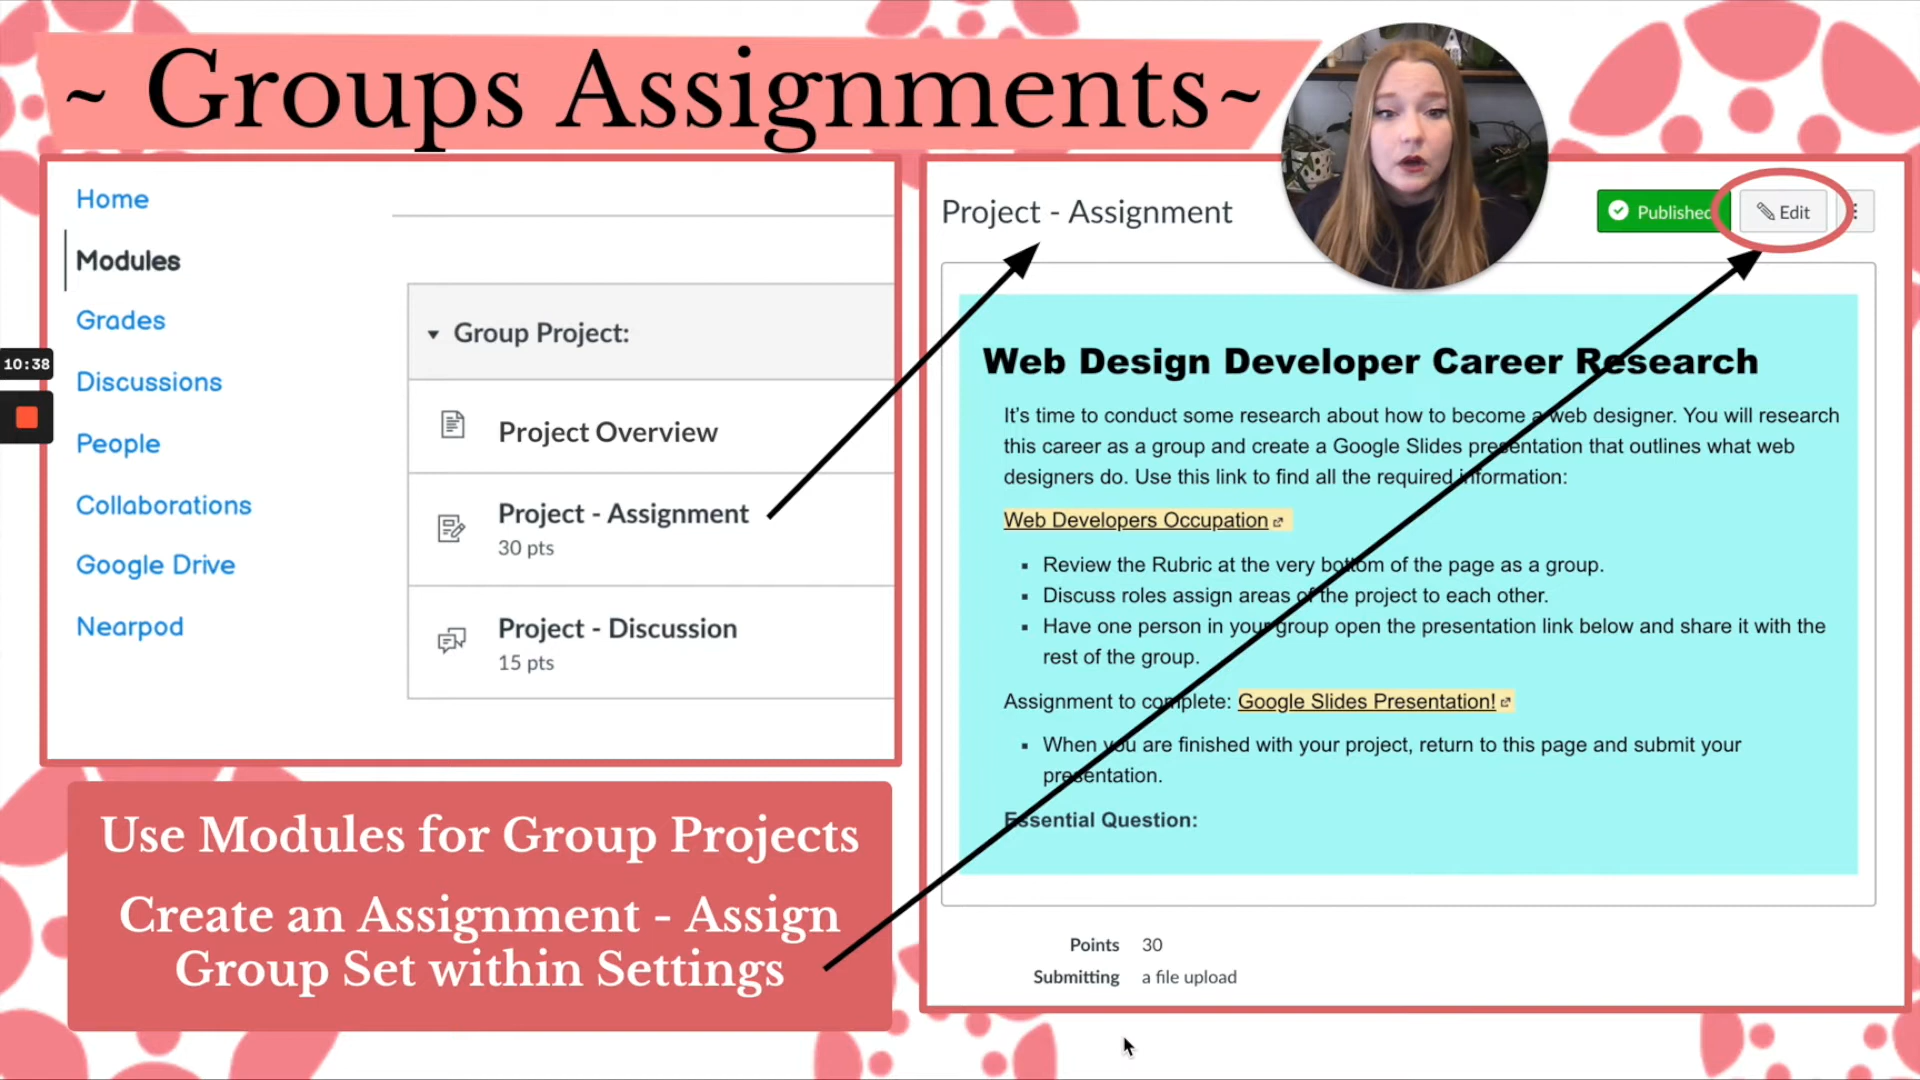 ~ Groups Assignments~
Home
Modules
Grades
Discussions
People
Collaborations
Google Drive
Nearpod
10:38
Group Project:
Project Overview
Project - Assignment
30 pts
Project - Discussion
15 pts
Use Modules for Group Projects
Create an Assignment - Assign
Group Set within Settings
Project - Assignment
Published
Edit
Web Design Developer Career Research
It's time to conduct some research about how to become a web designer. You will research
this career as a group and create a Google Slides presentation that outlines what web
designers do. Use this link to find all the required information:
Web Developers Occupation
Review the Rubric at the very bottom of the page as a group.
Discuss roles assign areas of the project to each other.
Have one person in your group open the presentation link below and share it with the
rest of the group.
Assignment to complete: Google Slides Presentation!
When you are finished with your project, return to this page and submit your
presentation.
Essential Question:
Points 30
Submitting a file upload